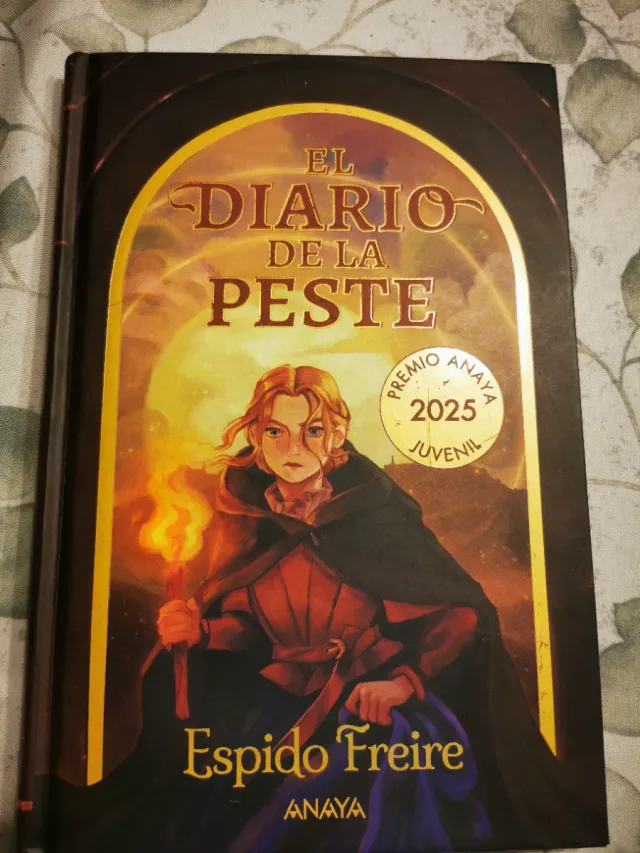 EL
DIARIO
DE LA
PESTE
PREMIO ANAYA
2025
JUVENIL
Espido Freire
ANAYA